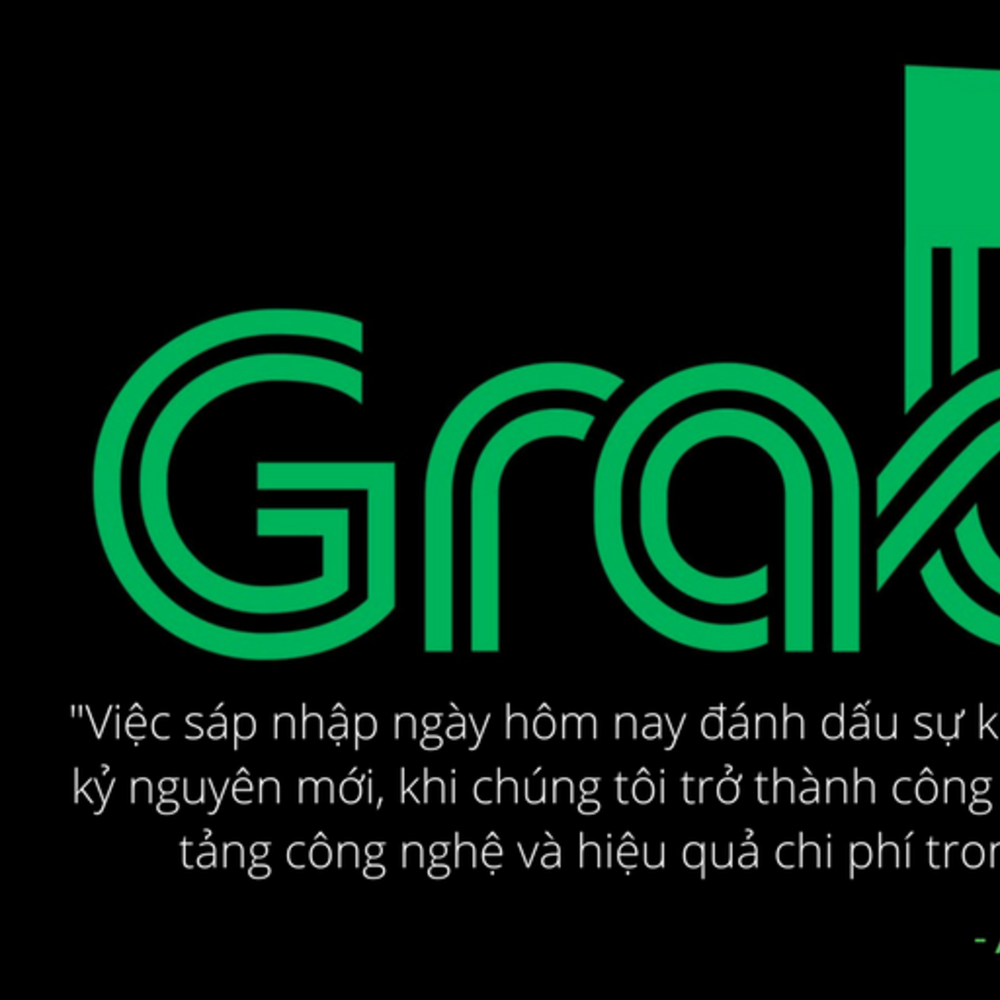 Grab
"Việc sáp nhập ngày hôm nay đánh dấu sự
kỷ nguyên mới, khi chúng tôi trở thành công
tảng công nghệ và hiệu quả chi phí
-